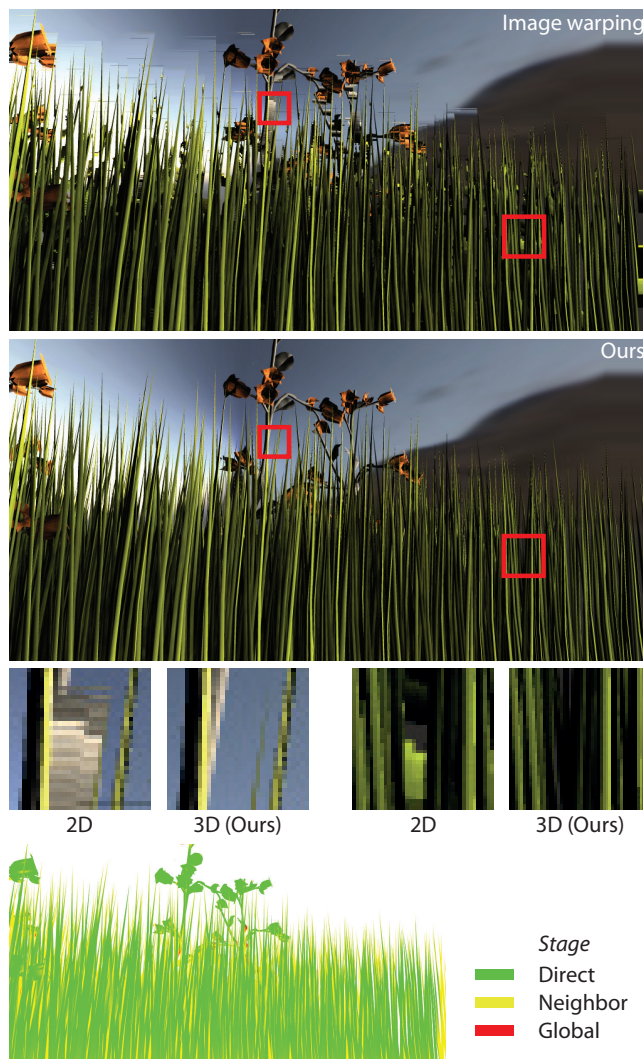 Image warping
Ours
2D
3D (Ours)
2D
3D (Ours)
Stage
Direct
Neighbor
Global